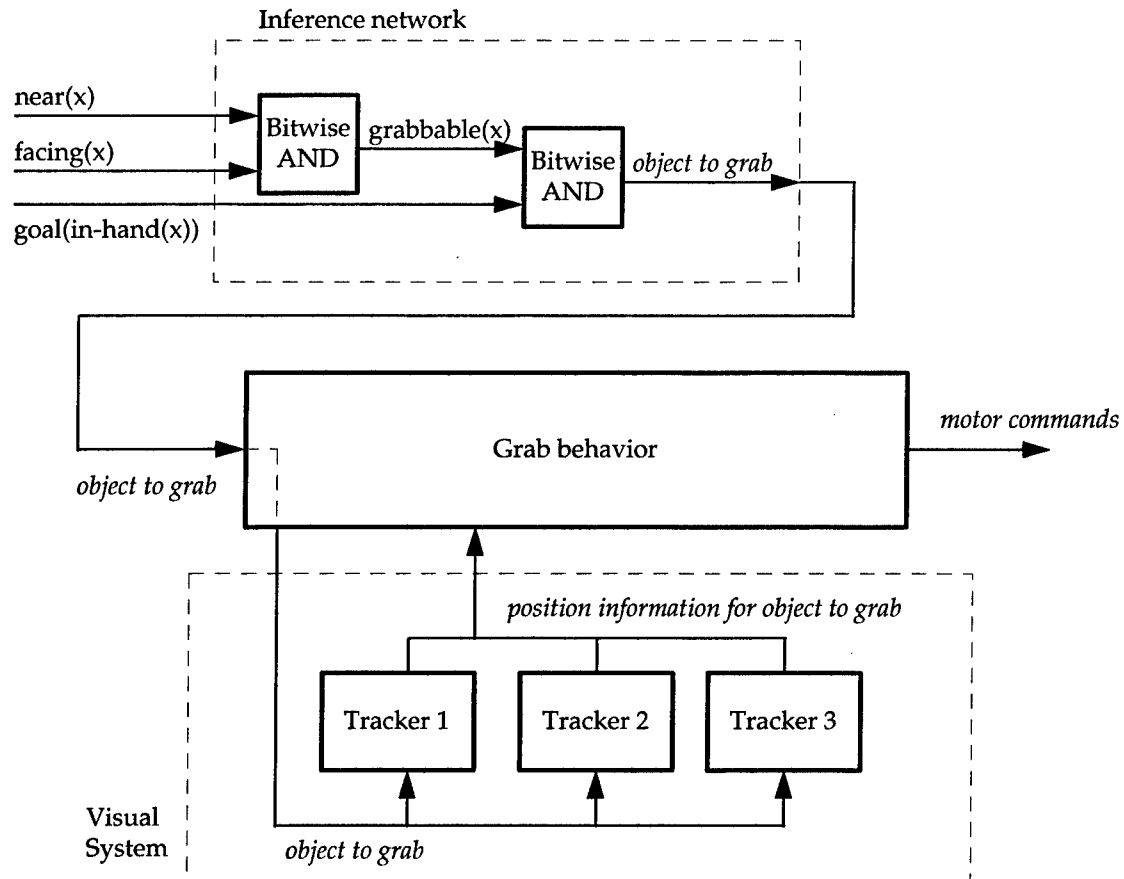 Inference network
near(x)
facing(x)
goal(in-hand(x))
Bitwise
AND
grabbable(x)
Bitwise
AND
object to grab
object to grab
Grab behavior
motor commands
position information for object to grab
Tracker 1
Tracker 2
Tracker 3
Visual
System
object to grab